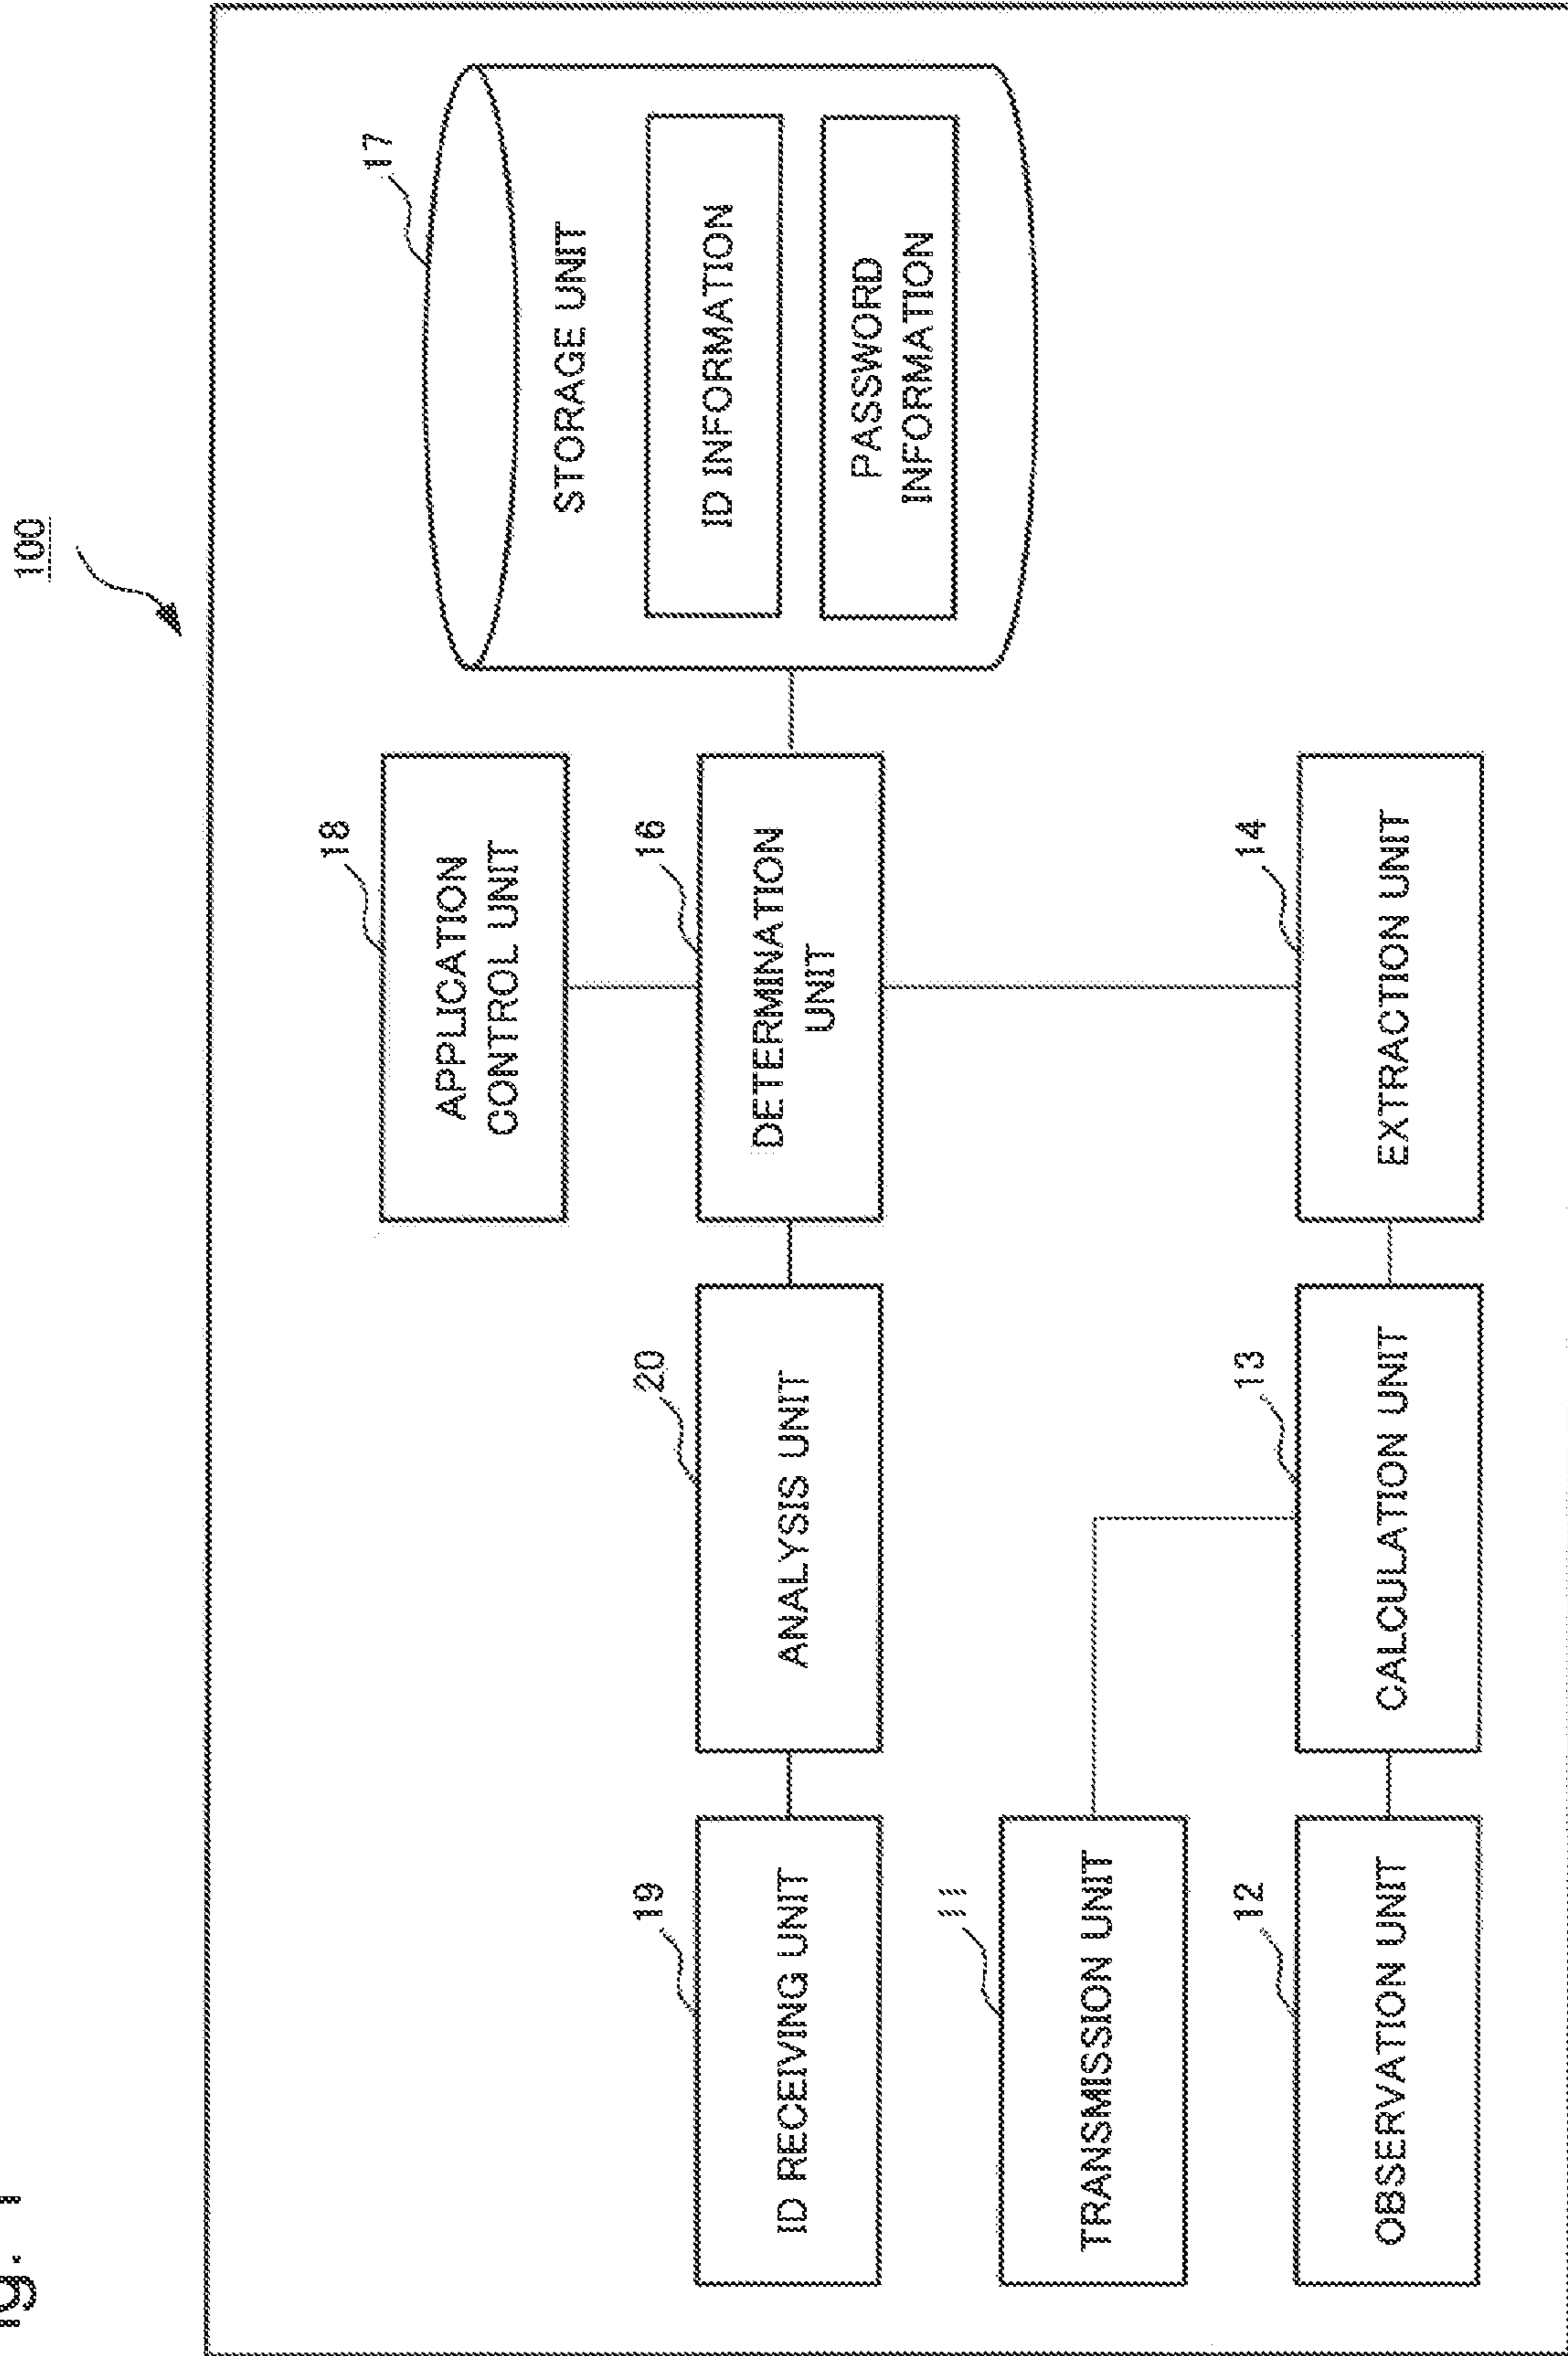 ig. 1
100
17
STORAGE UNIT
ID INFORMATION
PASSWORD
INFORMATION
18
APPLICATION
CONTROL UNIT
16
DETERMINATION
UNIT
14
EXTRACTION UNIT
20
ANALYSIS UNIT
13
CALCULATION UNIT
19
ID RECEIVING UNIT
11
TRANSMISSION UNIT
12
OBSERVATION UNIT